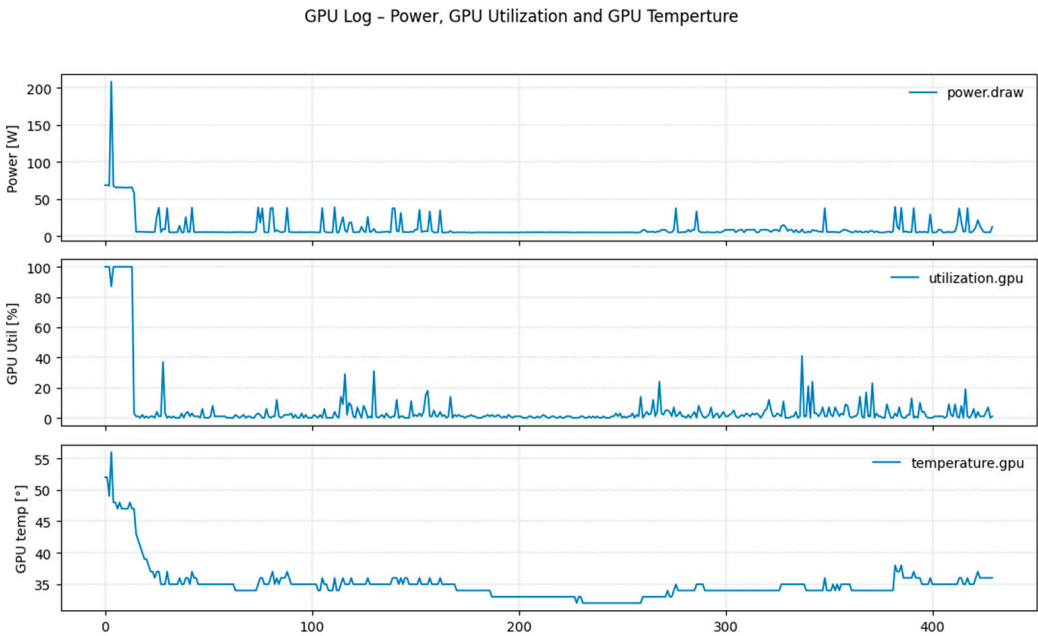 GPU Log – Power, GPU Utilization and GPU Temperture
Power [W]
200
150
100
50
0
power.draw
GPU Util [%]
100
80
60
40
20
0
utilization.gpu
GPU temp [°]
55
50
45
40
35
temperature.gpu
0 100 200 300 400